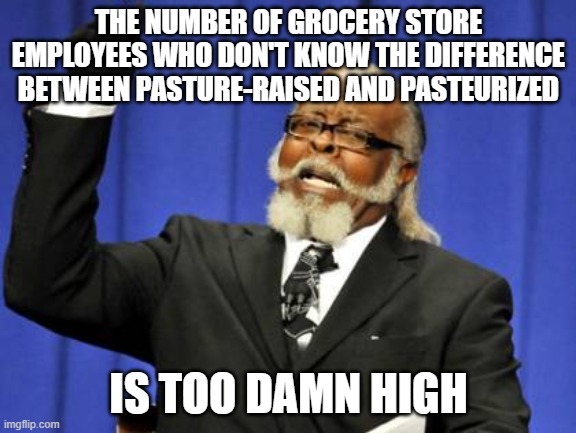 THE NUMBER OF GROCERY STORE
EMPLOYEES WHO DON'T KNOW THE DIFFERENCE
BETWEEN PASTURE-RAISED AND PASTEURIZED
IS TOO DAMN HIGH
imgflip.com